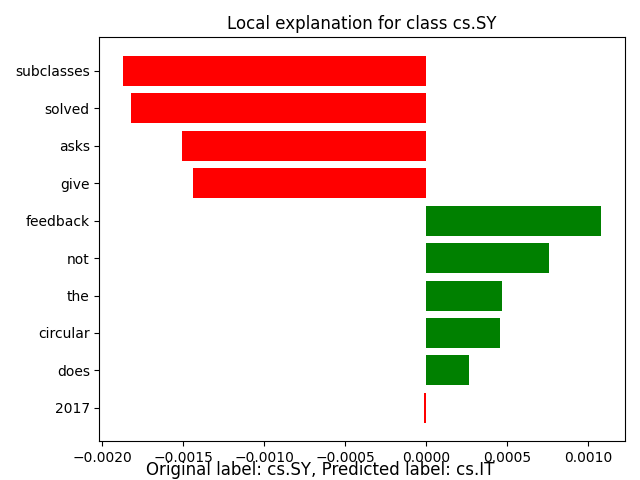 Local explanation for class cs.SY
subclasses
solved
asks
give
feedback
not
the
circular
does
2017
−0.0020 −0.0015 −0.0010 −0.0005 0.0000 0.0005 0.0010
Original label: cs.SY, Predicted label: cs.IT